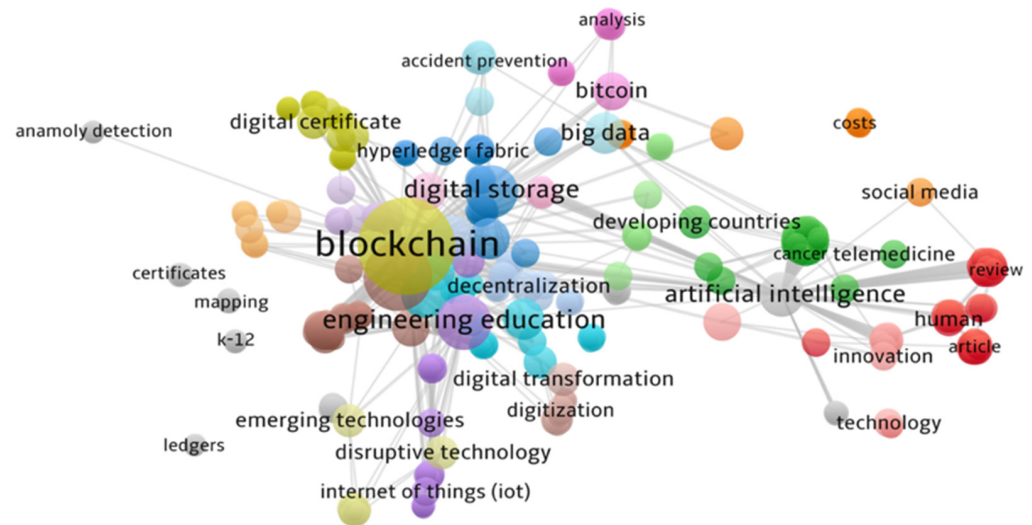 analysis
accident prevention
bitcoin
digital certificate
big data
costs
anamoly detection
hyperledger fabric
digital storage
social media
developing countries
blockchain
cancer
telemedicine
certificates
review
decentralization
artificial intelligence
mapping
engineering education
human
k-12
article
innovation
digital transformation
digitization
emerging technologies
technology
ledgers
disruptive technology
internet of things (iot)